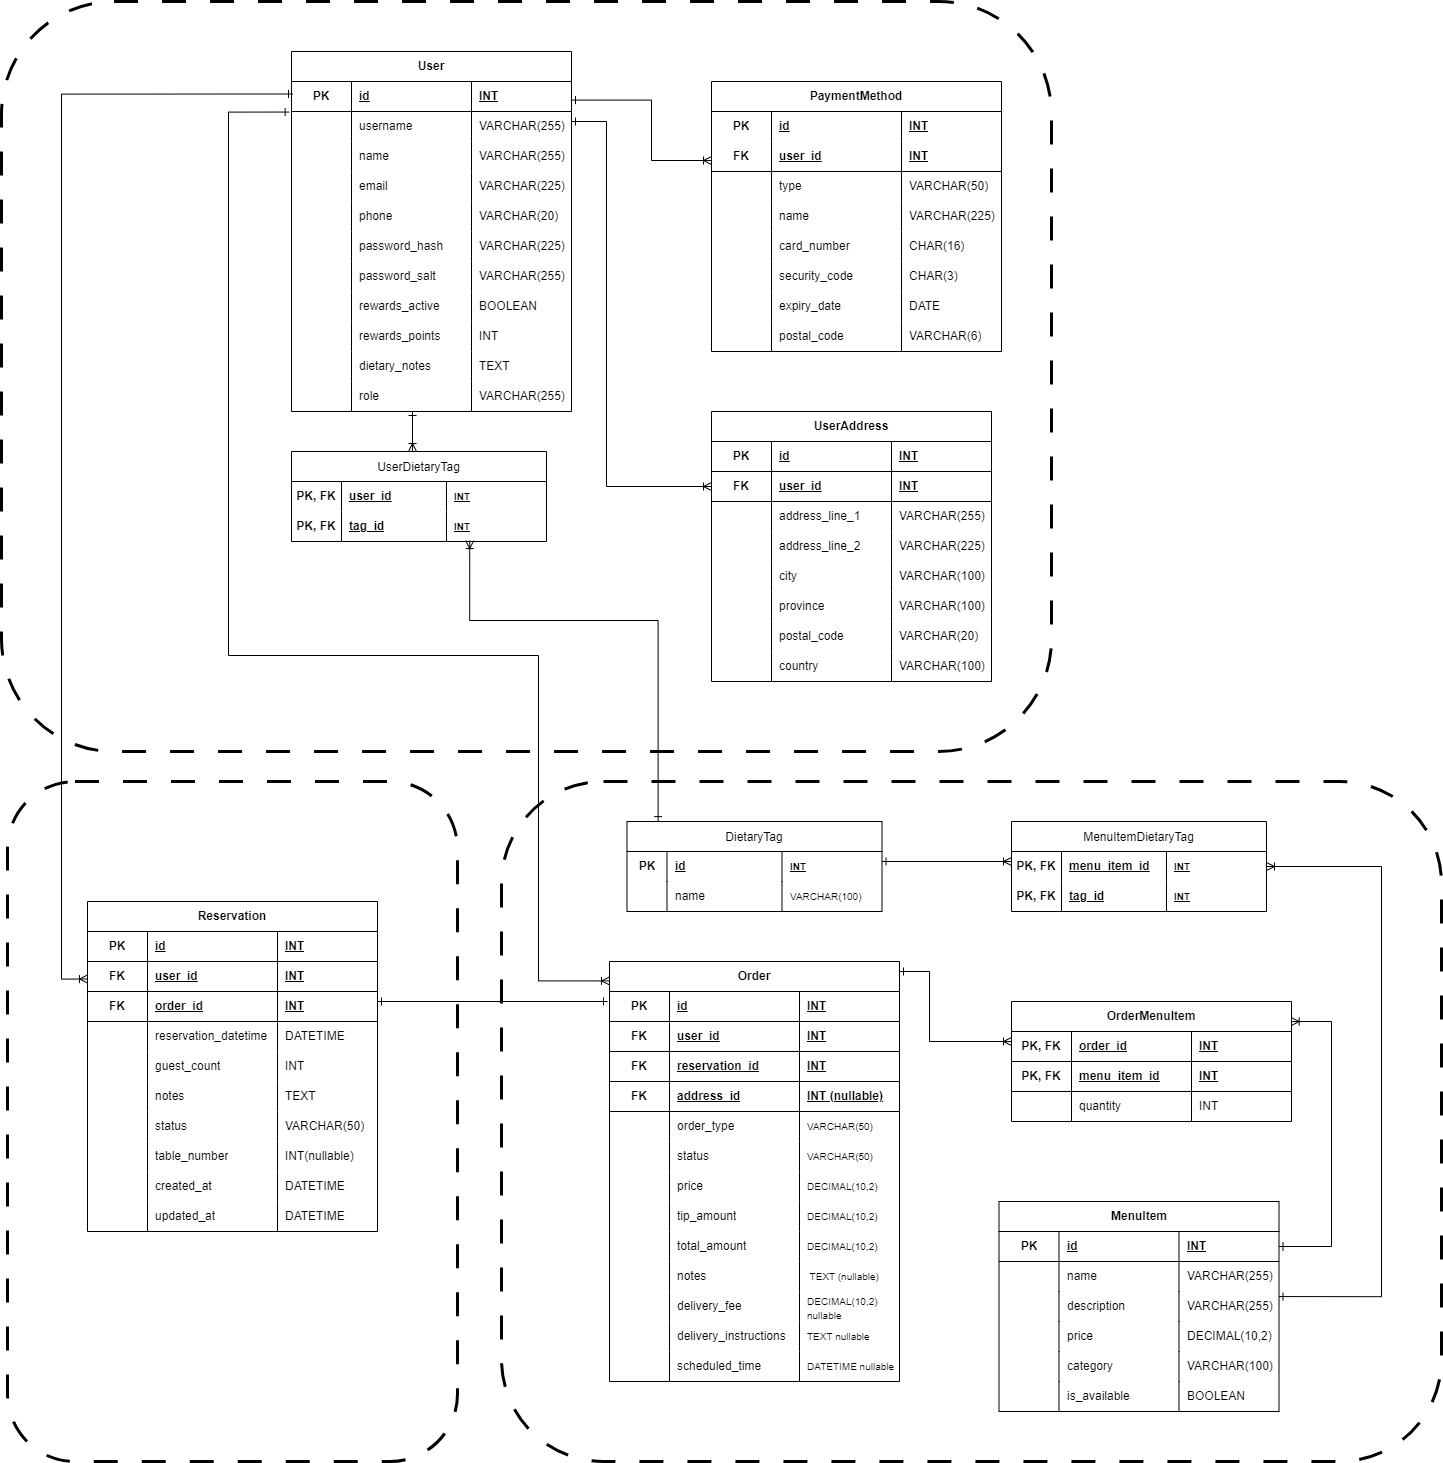 User
PK id INT
username VARCHAR(255)
name VARCHAR(255)
email VARCHAR(225)
phone VARCHAR(20)
password_hash VARCHAR(225)
password_salt VARCHAR(255)
rewards_active BOOLEAN
rewards_points INT
dietary_notes TEXT
role VARCHAR(255)
PaymentMethod
PK id INT
FK user_id INT
type VARCHAR(50)
name VARCHAR(225)
card_number CHAR(16)
security_code CHAR(3)
expiry_date DATE
postal_code VARCHAR(6)
UserDietaryTag
PK, FK user_id INT
PK, FK tag_id INT
UserAddress
PK id INT
FK user_id INT
address_line_1 VARCHAR(255)
address_line_2 VARCHAR(225)
city VARCHAR(100)
province VARCHAR(100)
postal_code VARCHAR(20)
country VARCHAR(100)
Reservation
PK id INT
FK user_id INT
FK order_id INT
reservation_datetime DATETIME
guest_count INT
notes TEXT
status VARCHAR(50)
table_number INT(nullable)
created_at DATETIME
updated_at DATETIME
DietaryTag
PK id INT
name VARCHAR(100)
MenuItemDietaryTag
PK, FK menu_item_id INT
PK, FK tag_id INT
Order
PK id INT
FK user_id INT
FK reservation_id INT
FK address_id INT (nullable)
order_type VARCHAR(50)
status VARCHAR(50)
price DECIMAL(10,2)
tip_amount DECIMAL(10,2)
total_amount DECIMAL(10,2)
notes TEXT (nullable)
delivery_fee DECIMAL(10,2)
nullable
delivery_instructions TEXT nullable
scheduled_time DATETIME nullable
OrderMenuItem
PK, FK order_id INT
PK, FK menu_item_id INT
quantity INT
MenuItem
PK id INT
name VARCHAR(255)
description VARCHAR(255)
price DECIMAL(10,2)
category VARCHAR(100)
is_available BOOLEAN